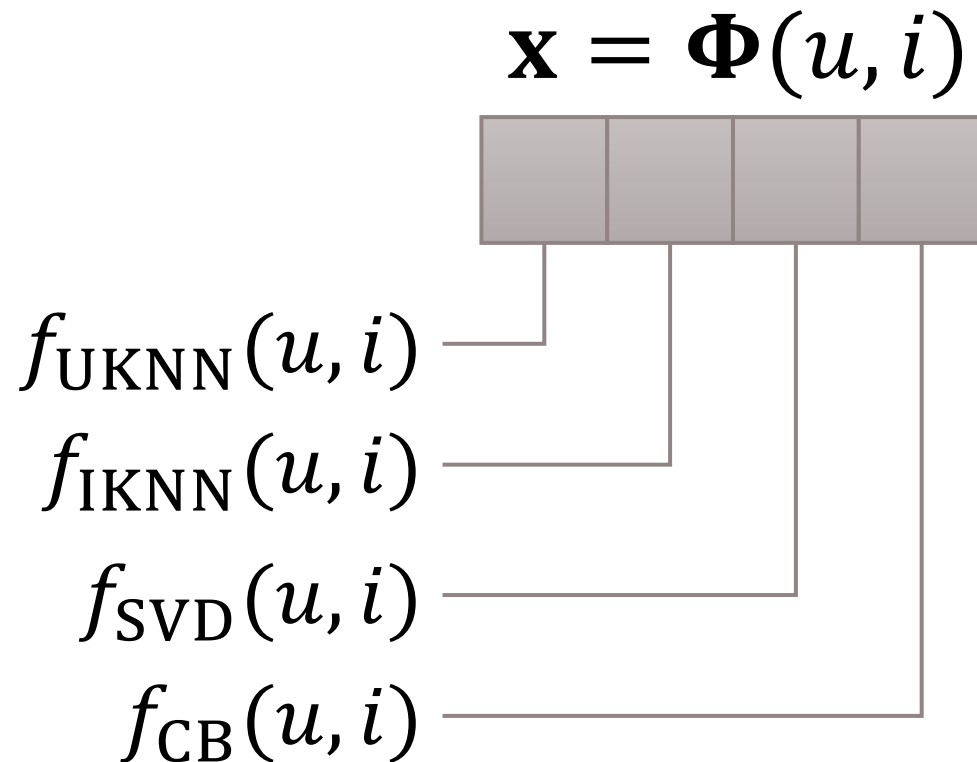 𝐱 = 𝚽(u, i)
f_UKNN(u, i)
f_IKNN(u, i)
f_SVD(u, i)
f_CB(u, i)